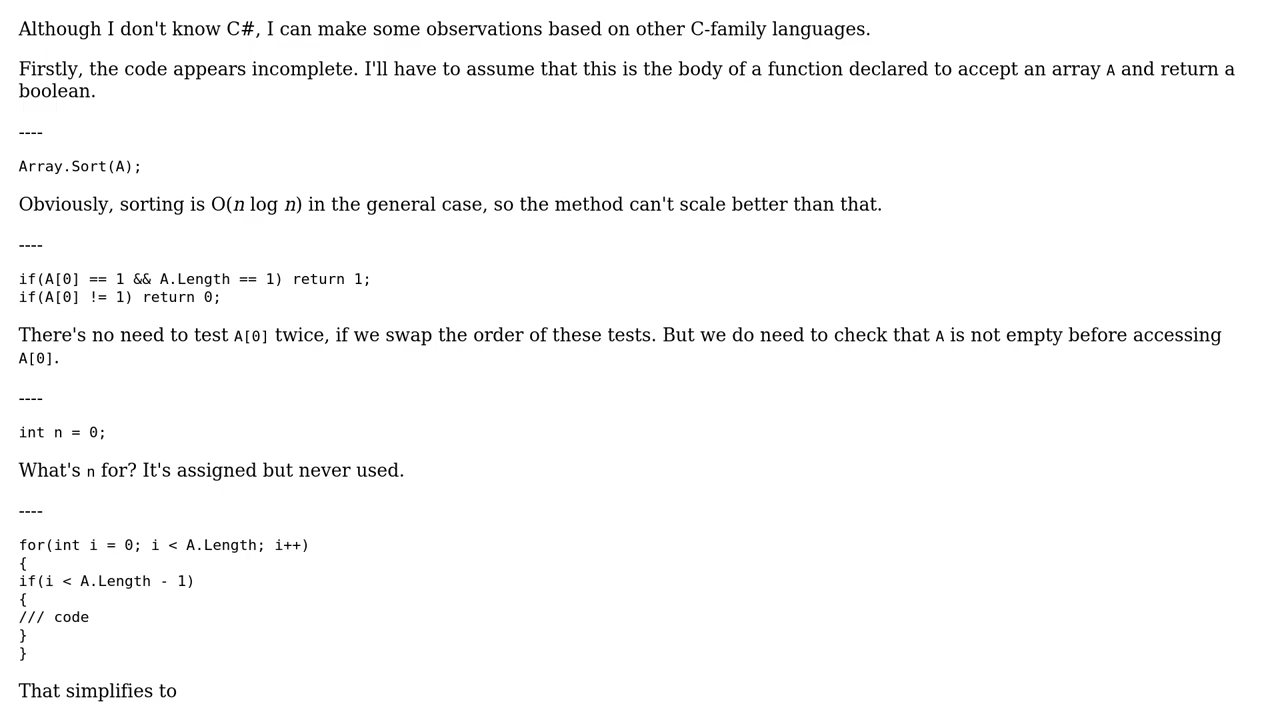 Although I don't know C#, I can make some observations based on other C-family languages.
Firstly, the code appears incomplete. I'll have to assume that this is the body of a function declared to accept an array A and return a
boolean.
----
Array.Sort(A);
Obviously, sorting is O(n log n) in the general case, so the method can't scale better than that.
----
if(A[0] == 1 && A.Length == 1) return 1;
if(A[0] != 1) return 0;
There's no need to test A[0] twice, if we swap the order of these tests. But we do need to check that A is not empty before accessing
A[0].
----
int n = 0;
What's n for? It's assigned but never used.
----
for(int i = 0; i < A.Length; i++)
{
if(i < A.Length - 1)
{
/// code
}
}
That simplifies to